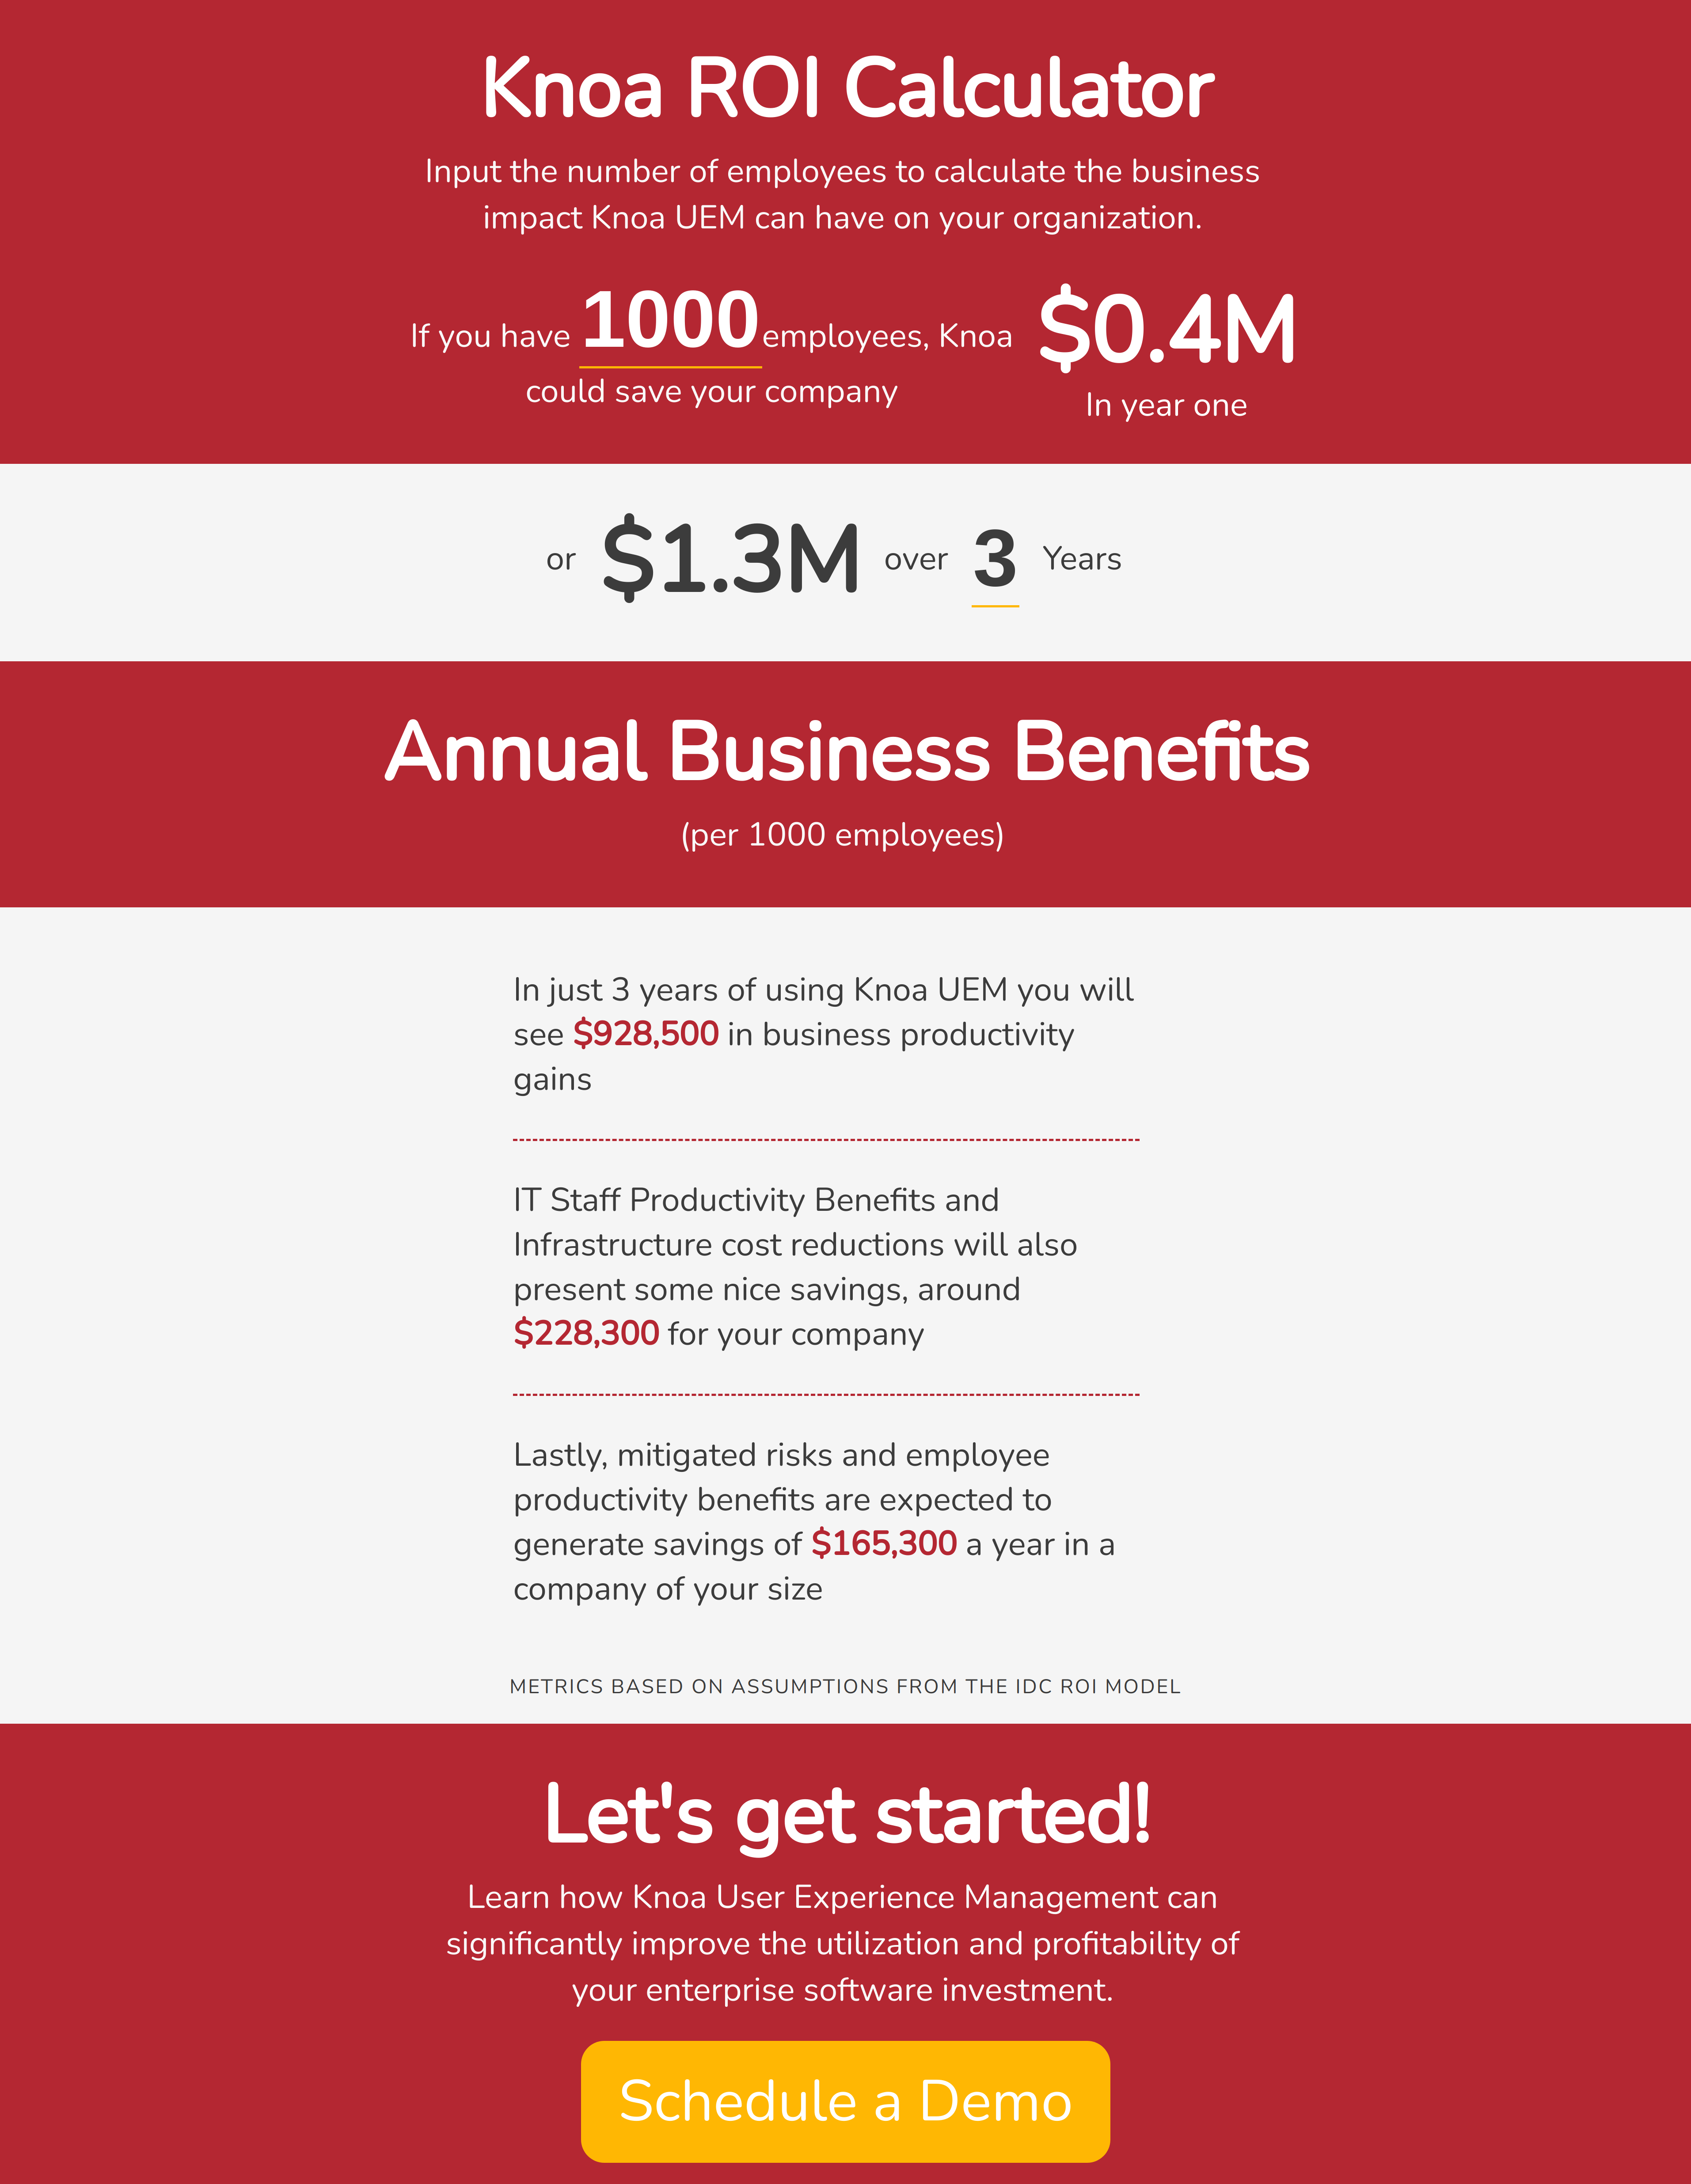 Knoa ROI Calculator
Input the number of employees to calculate the business
impact Knoa UEM can have on your organization.
If you have 1000 employees, Knoa
could save your company
$0.4M
In year one
or $1.3M over 3 Years
Annual Business Benefits
(per 1000 employees)
In just 3 years of using Knoa UEM you will
see $928,500 in business productivity
gains
IT Staff Productivity Benefits and
Infrastructure cost reductions will also
present some nice savings, around
$228,300 for your company
Lastly, mitigated risks and employee
productivity benefits are expected to
generate savings of $165,300 a year in a
company of your size
METRICS BASED ON ASSUMPTIONS FROM THE IDC ROI MODEL
Let's get started!
Learn how Knoa User Experience Management can
significantly improve the utilization and profitability of
your enterprise software investment.
Schedule a Demo